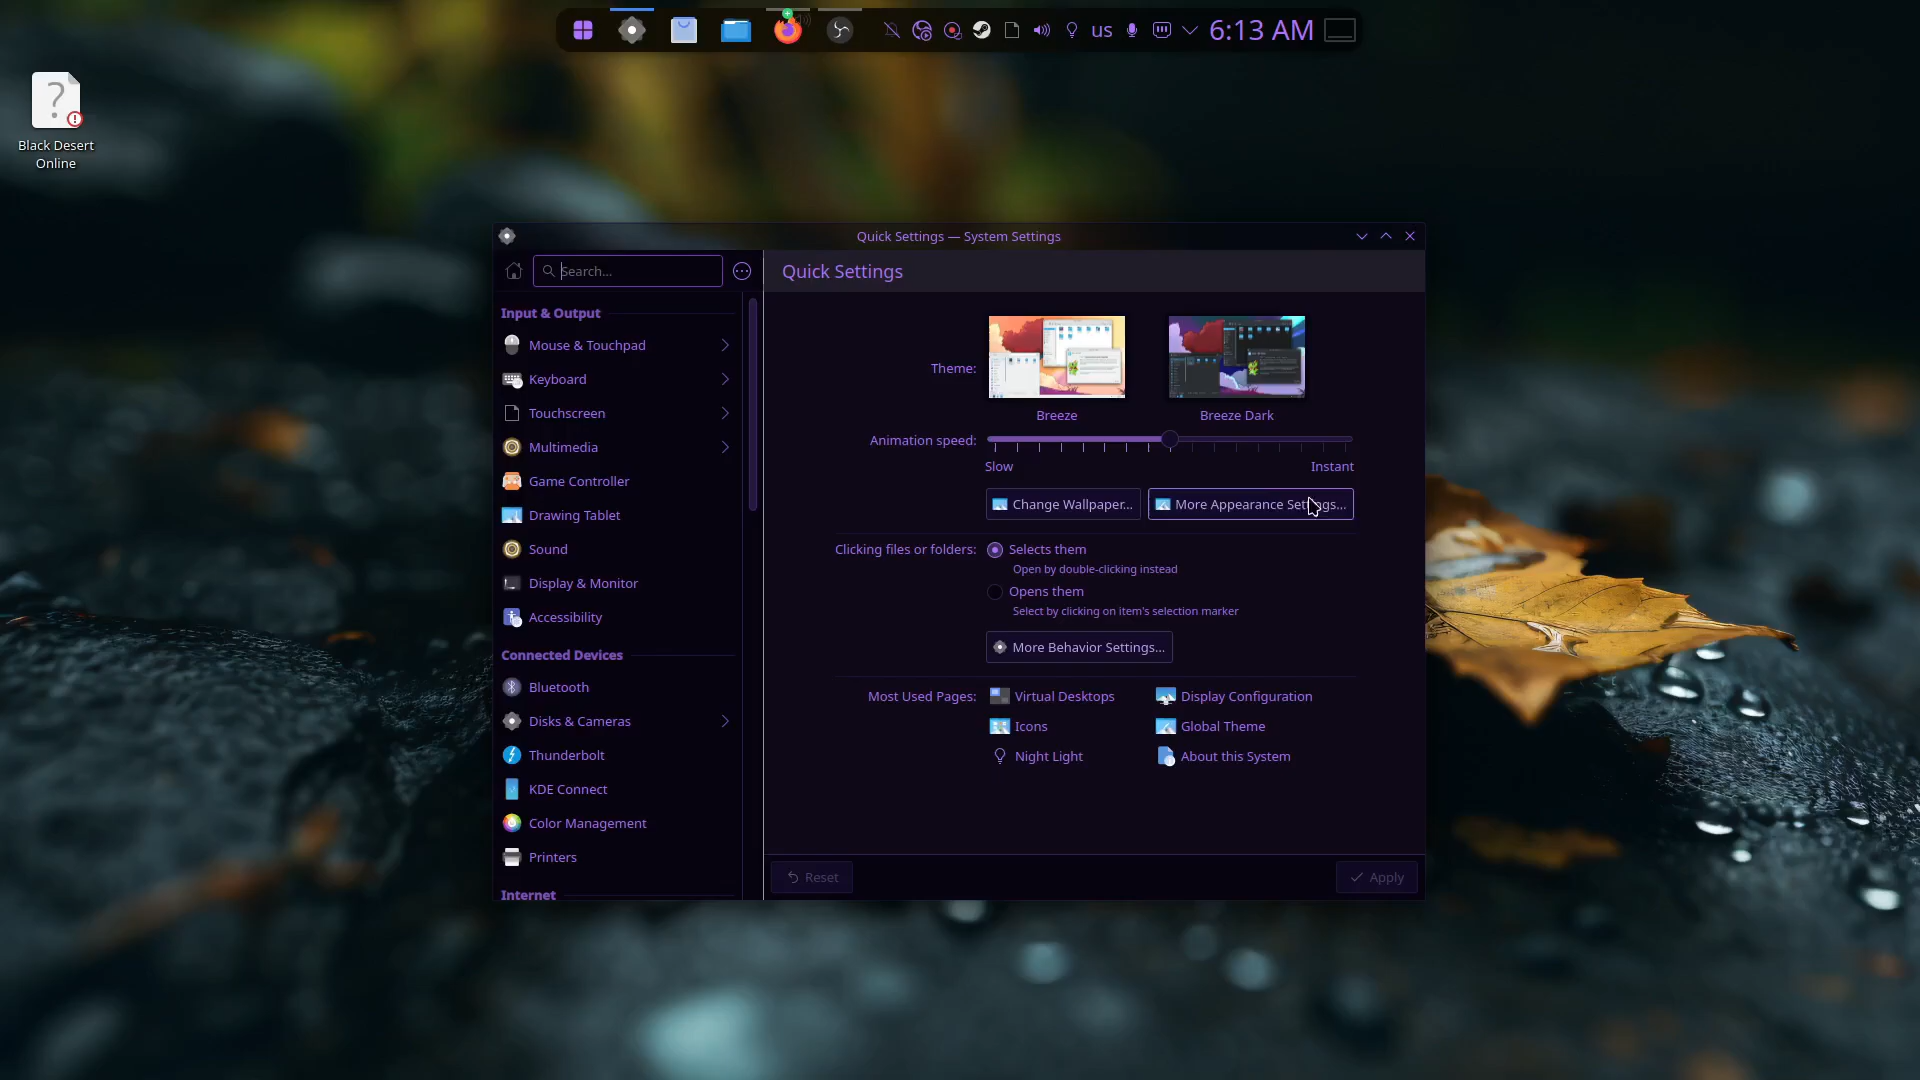 us
6:13 AM
Black Desert
Online
Quick Settings — System Settings
Search...
Quick Settings
Input & Output
Mouse & Touchpad
Keyboard
Touchscreen
Multimedia
Game Controller
Drawing Tablet
Sound
Display & Monitor
Accessibility
Connected Devices
Bluetooth
Disks & Cameras
Thunderbolt
KDE Connect
Color Management
Printers
Internet
Theme:
Breeze
Breeze Dark
Animation speed:
Slow
Instant
Change Wallpaper...
More Appearance Settings...
Clicking files or folders:
Selects them
Open by double-clicking instead
Opens them
Select by clicking on item's selection marker
More Behavior Settings...
Most Used Pages:
Virtual Desktops
Display Configuration
Icons
Global Theme
Night Light
About this System
Reset
Apply